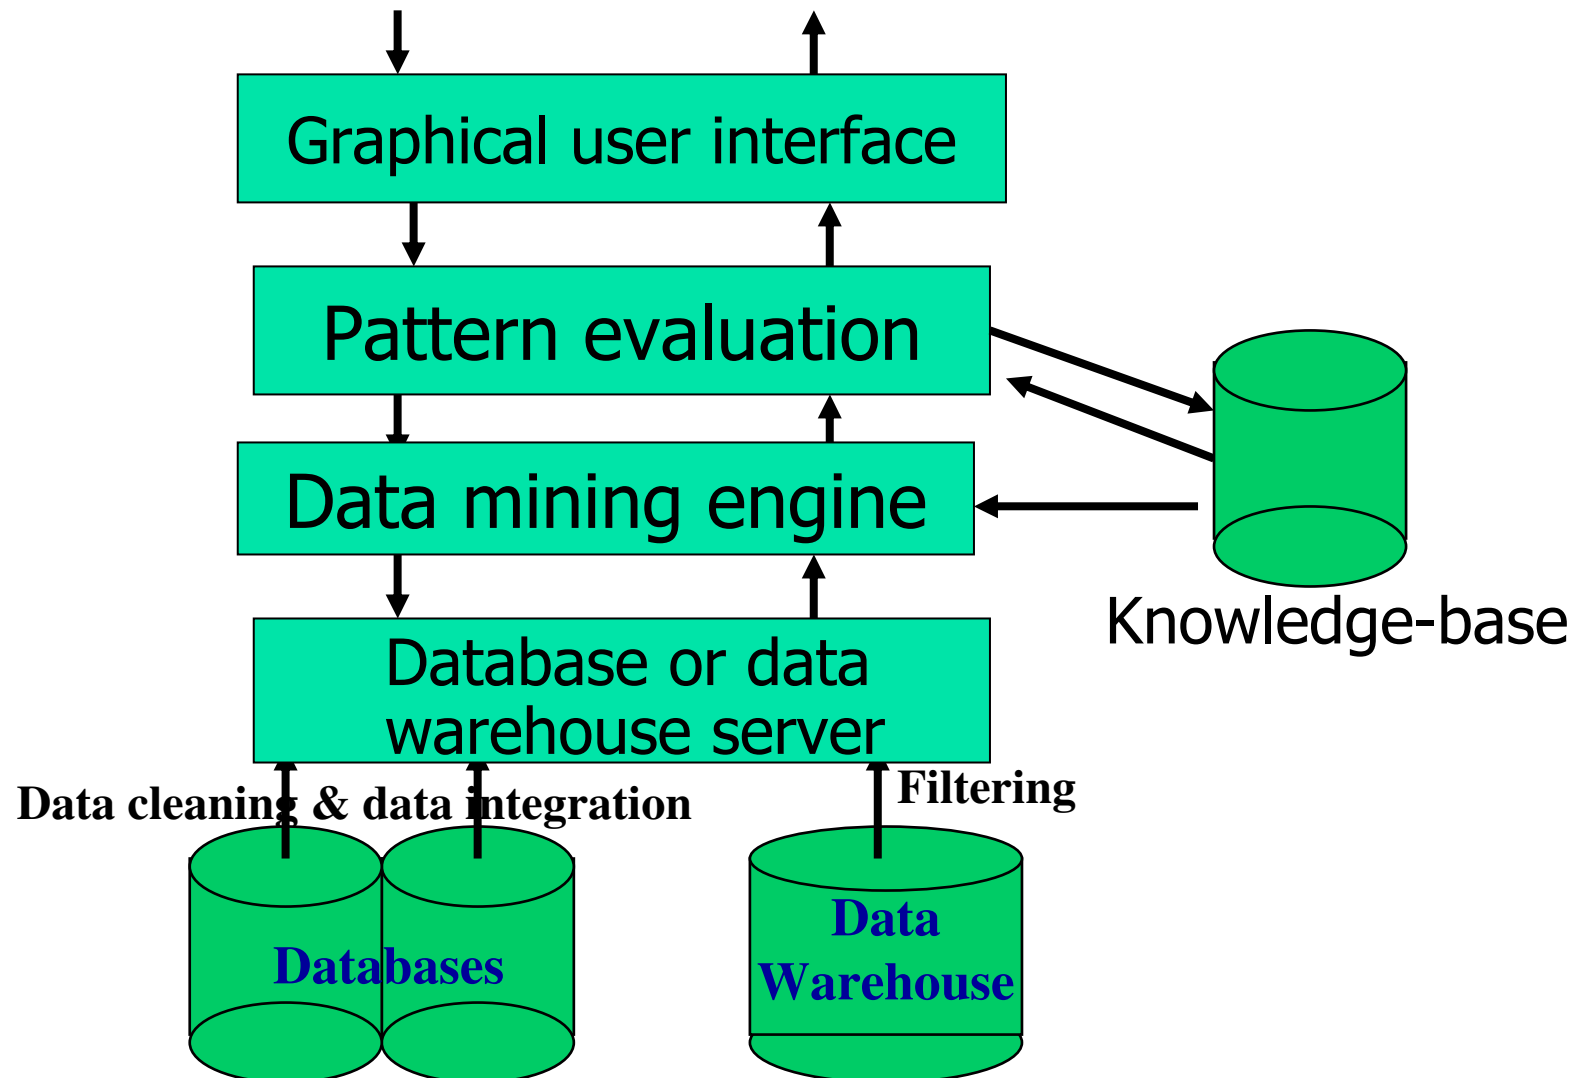 Graphical user interface
Pattern evaluation
Data mining engine
Knowledge-base
Database or data
warehouse server
Data cleaning & data integration
Filtering
Databases
Data
Warehouse